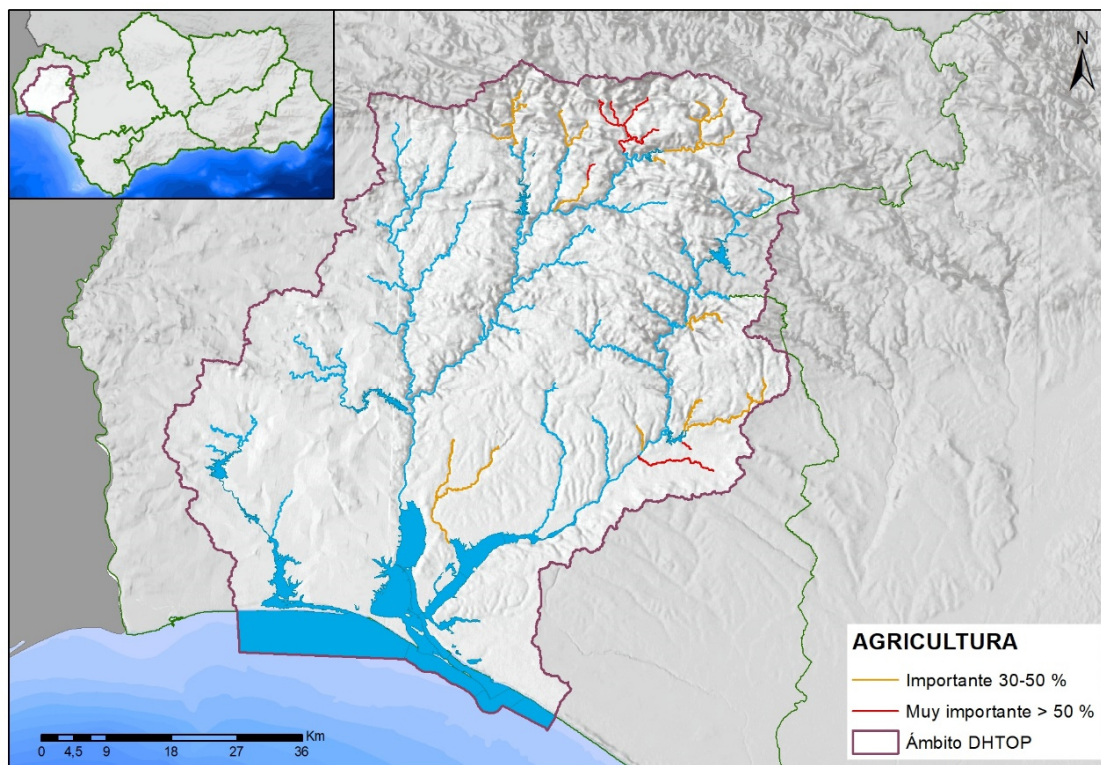 N
AGRICULTURA
Importante 30-50 %
Muy importante > 50 %
Ámbito DHTOP
Km
0 4,5 9 18 27 36